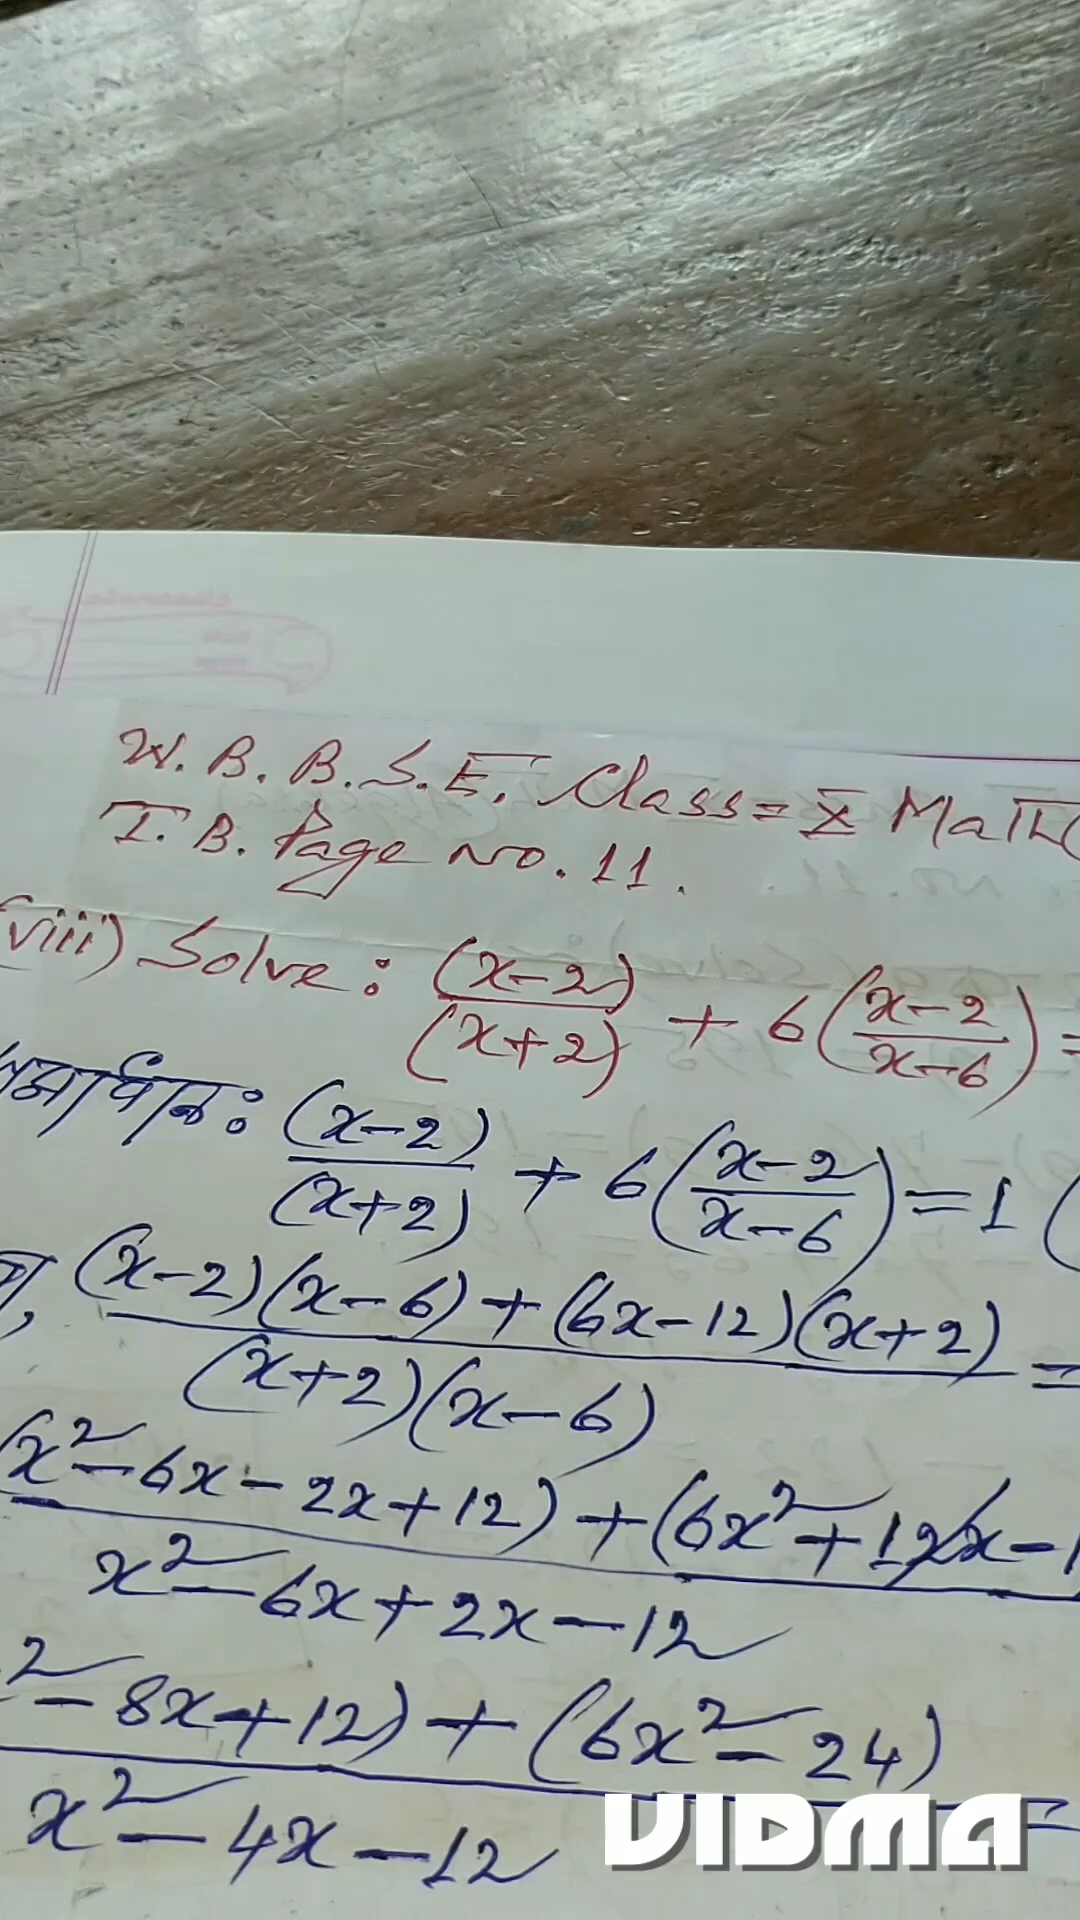 W. B. B. S. E. Class = X Math(
T. B. Page No. 11.
(viii) Solve: (x-2)/(x+2) + 6((x-2)/(x-6)) =
সমাধান: (x-2)/(x+2) + 6((x-2)/(x-6)) = 1 (
((x-2)(x-6) + (6x-12)(x+2))/((x+2)(x-6)) =
(x²-6x-2x+12) + (6x²+12x-1
x²-6x+2x-12
²-8x+12) + (6x²-24) =
x²-4x-12
VIDMA